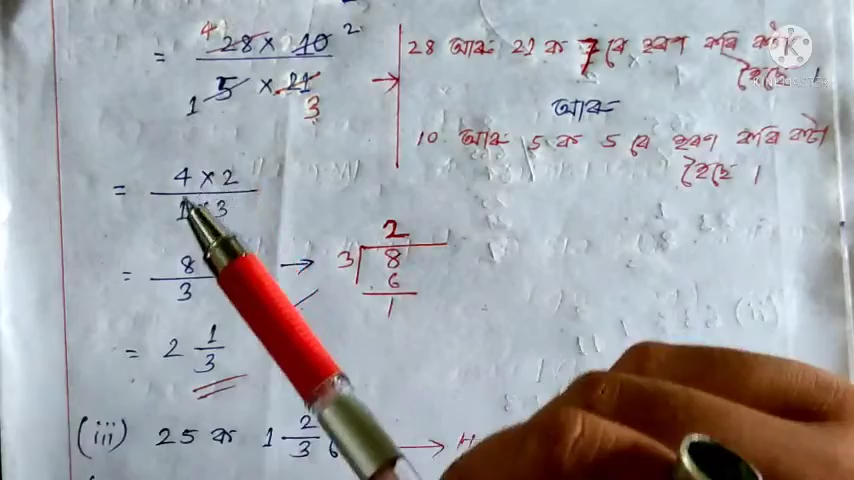 4 2
= 28 × 10 / 5 × 21
1 3
→ 28 আৰু 21 ক 7 ৰে হৰণ কৰি কটা
হৈছে ।
আৰু
10 আৰু 5 ক 5 ৰে হৰণ কৰি কটা
হৈছে ।
= 4 × 2 / 1 × 3
= 8 / 3 → 3 8 2
6
1
= 2 1/3
(iii) 25 ক 1 2/3 →